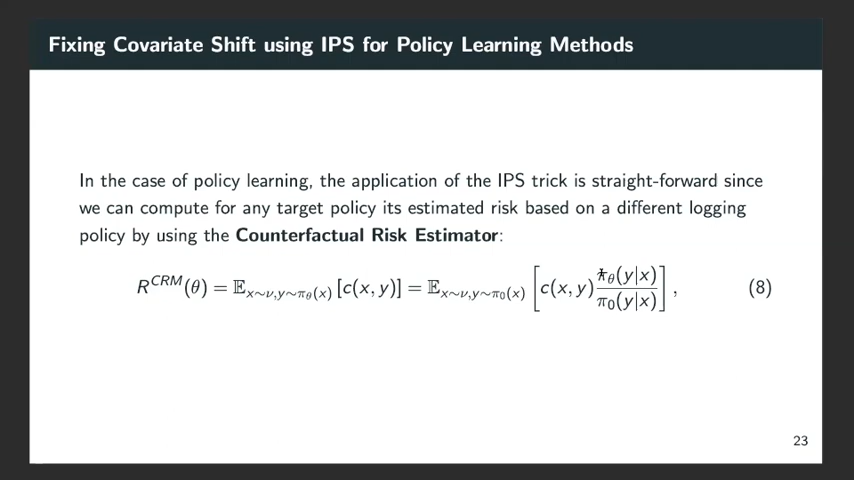 Fixing Covariate Shift using IPS for Policy Learning Methods
In the case of policy learning, the application of the IPS trick is straight-forward since
we can compute for any target policy its estimated risk based on a different logging
policy by using the Counterfactual Risk Estimator:
R^{CRM}(θ) = 𝔼_{x∼ν,y∼π_θ(x)} [c(x, y)] = 𝔼_{x∼ν,y∼π_0(x)} [c(x, y) π_θ(y|x) / π_0(y|x)], (8)
23